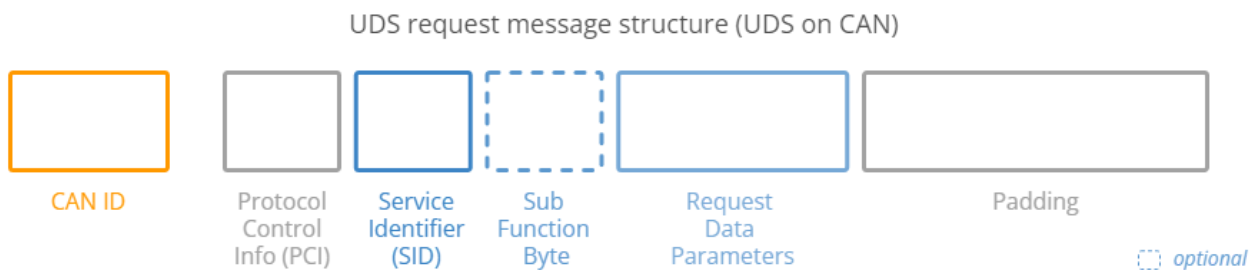 UDS request message structure (UDS on CAN)
CAN ID
Protocol
Control
Info (PCI)
Service
Identifier
(SID)
Sub
Function
Byte
Request
Data
Parameters
Padding
optional